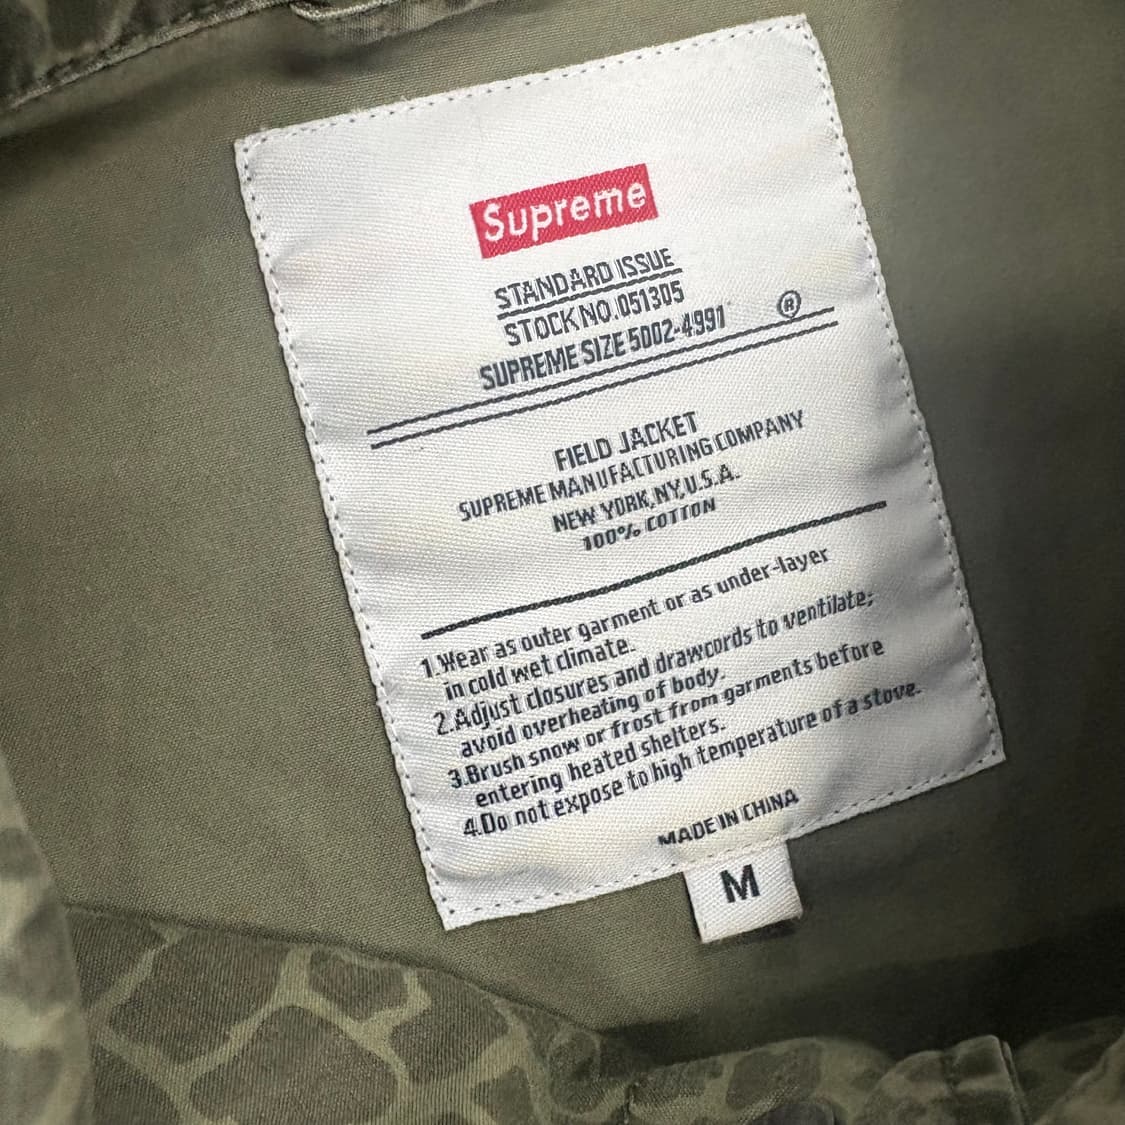 Supreme
STANDARD ISSUE
STOCK NO. 051305
SUPREME SIZE 5002-4991
®
FIELD JACKET
SUPREME MANUFACTURING COMPANY
NEW YORK, NY, U.S.A.
100% COTTON
1.Wear as outer garment or as under-layer
in cold wet climate.
2.Adjust closures and drawcords to ventilate;
avoid overheating of body.
3.Brush snow or frost from garments before
entering heated shelters.
4.Do not expose to high temperature of a stove.
MADE IN CHINA
M